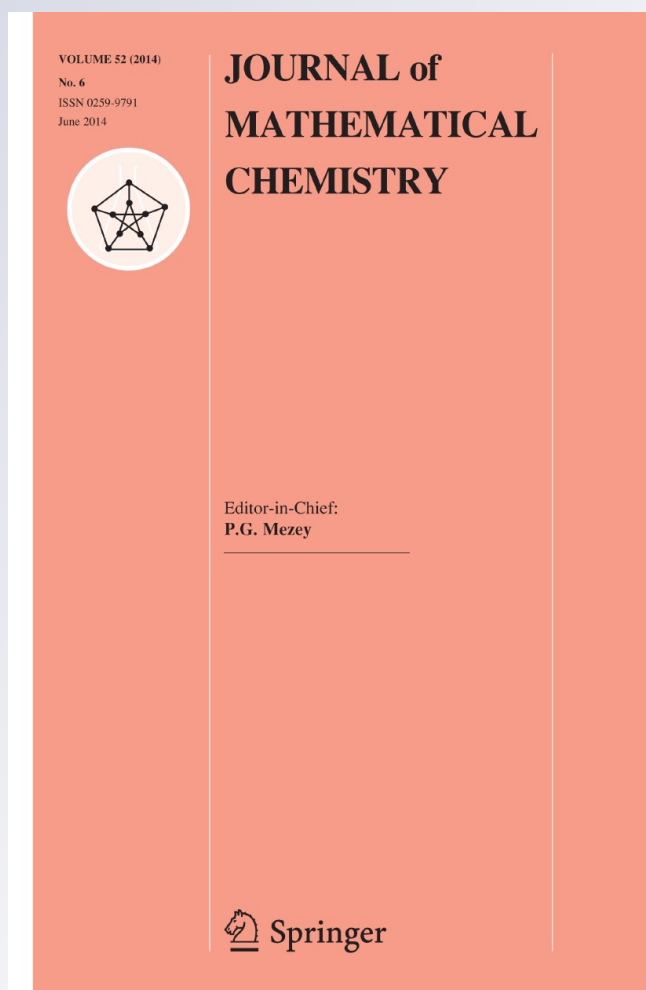 VOLUME 52 (2014)
No. 6
ISSN 0259-9791
June 2014
JOURNAL of
MATHEMATICAL
CHEMISTRY
Editor-in-Chief:
P.G. Mezey
Springer